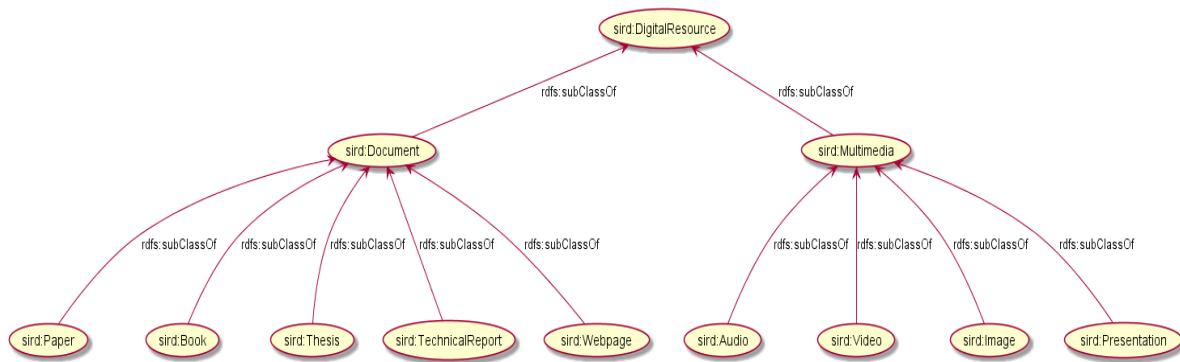 sird:DigitalResource
rdfs:subClassOf
rdfs:subClassOf
sird:Document
sird:Multimedia
rdfs:subClassOf
rdfs:subClassOf
rdfs:subClassOf
rdfs:subClassOf
rdfs:subClassOf
rdfs:subClassOf
rdfs:subClassOf
rdfs:subClassOf
rdfs:subClassOf
sird:Paper
sird:Book
sird:Thesis
sird:TechnicalReport
sird:Webpage
sird:Audio
sird:Video
sird:Image
sird:Presentation